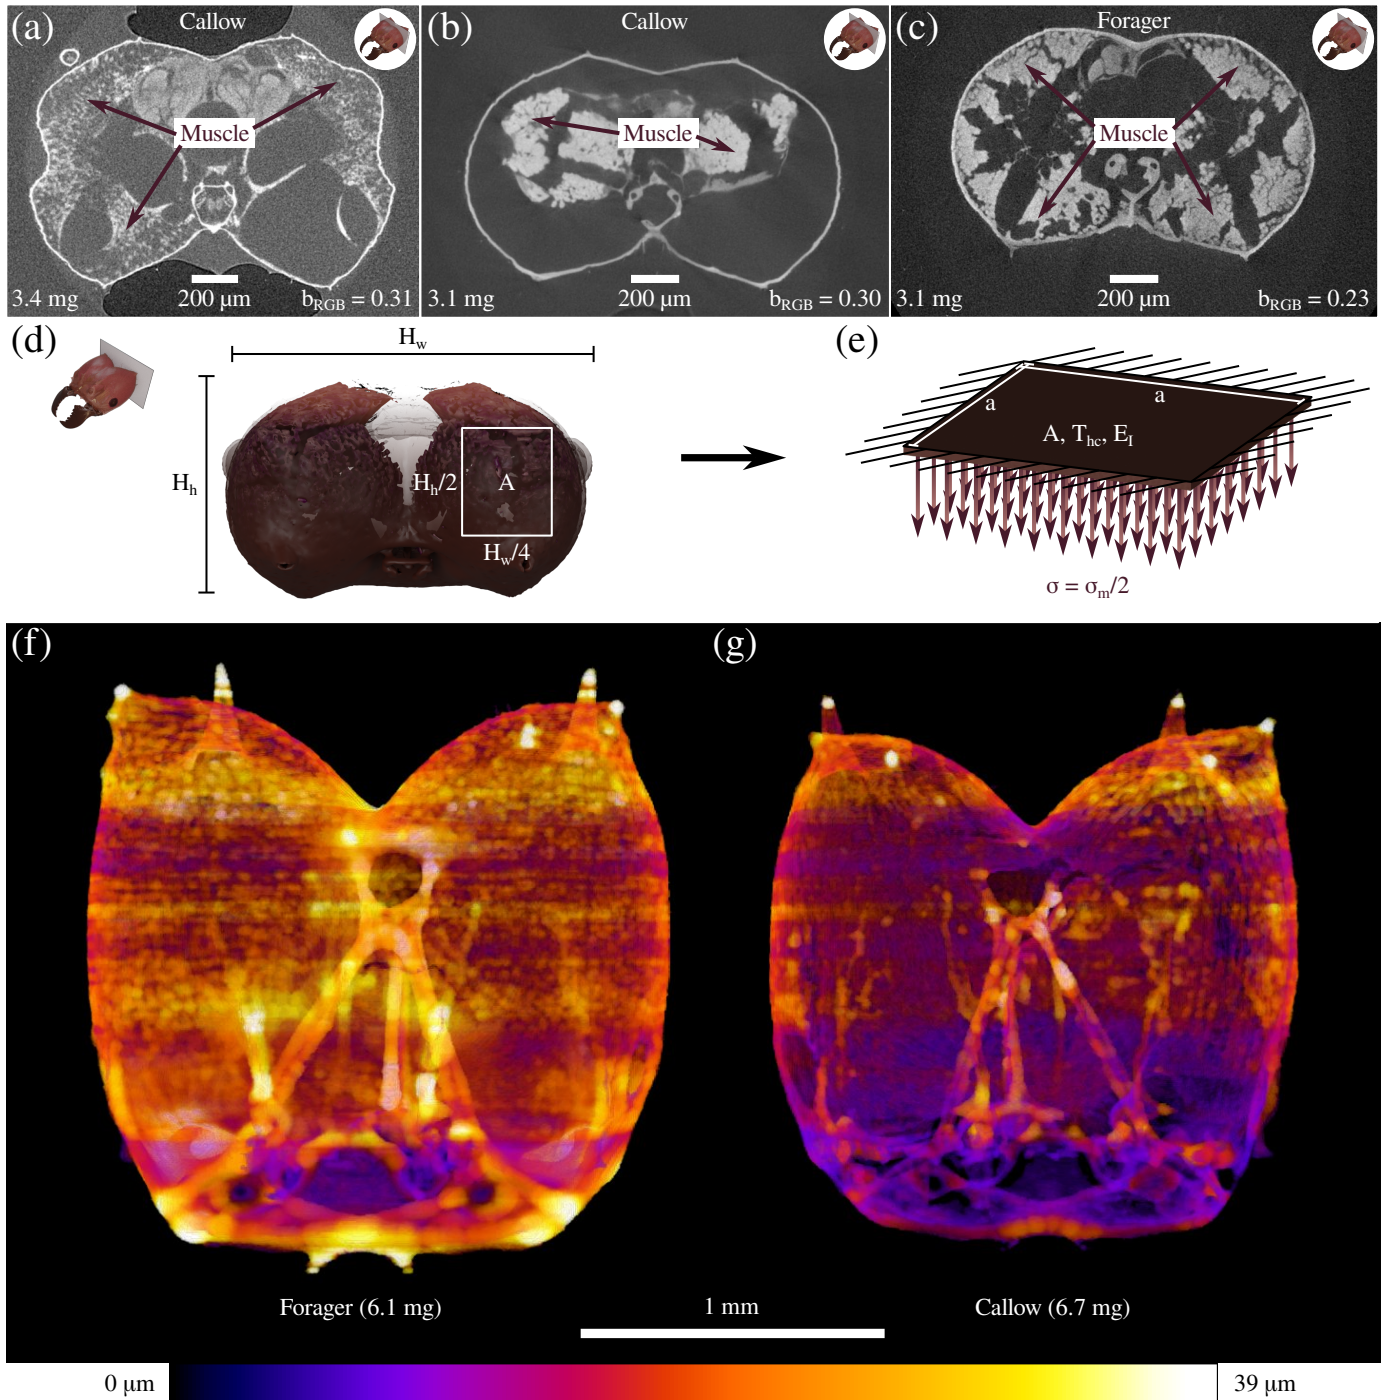 (a)
Callow
Muscle
3.4 mg
200 µm
b_RGB = 0.31
(b)
Callow
Muscle
3.1 mg
200 µm
b_RGB = 0.30
(c)
Forager
Muscle
3.1 mg
200 µm
b_RGB = 0.23
(d)
H_w
H_h
H_h/2
A
H_w/4
(e)
a
a
A, T_hc, E_I
σ = σ_m/2
(f)
Forager (6.1 mg)
(g)
1 mm
Callow (6.7 mg)
0 µm
39 µm